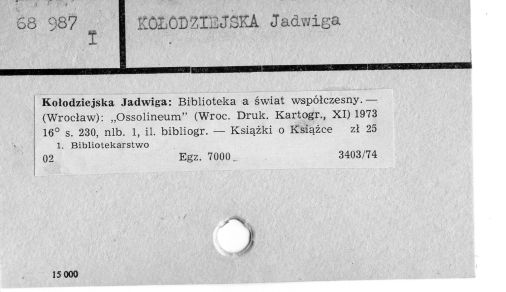 68 987
I
KOŁODZIEJSKA Jadwiga
Kołodziejska Jadwiga: Biblioteka a świat współczesny. —
(Wrocław): „Ossolineum” (Wroc. Druk. Kartogr., XI) 1973
16° s. 230, nlb. 1, il. bibliogr. — Książki o Książce zł 25
1. Bibliotekarstwo
02 Egz. 7000 3403/74
15 000